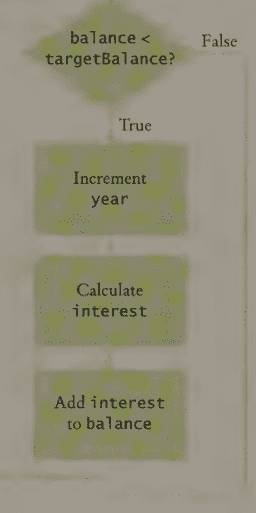 balance <
targetBalance?
False
True
Increment
year
Calculate
interest
Add interest
to balance